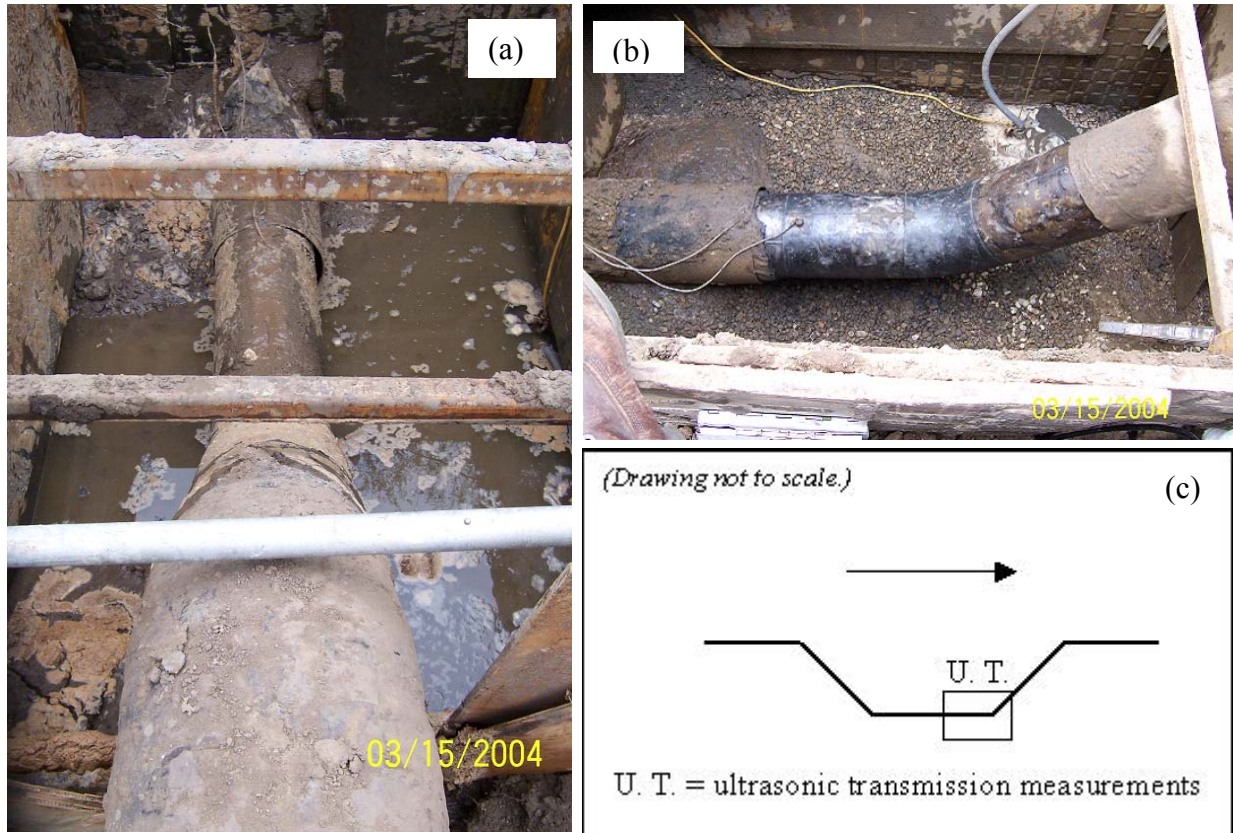 (a)
03/15/2004
(b)
03/15/2004
(Drawing not to scale.)
(c)
U. T.
U. T. = ultrasonic transmission measurements